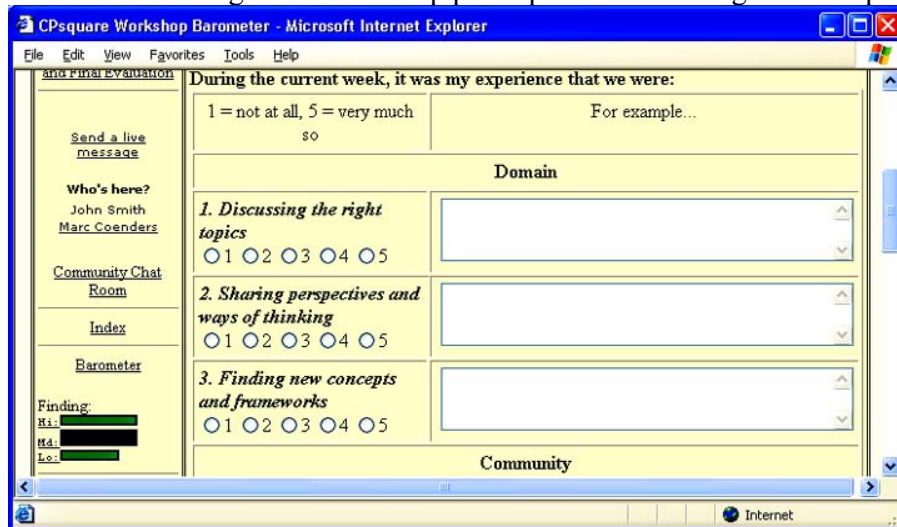 CPsquare Workshop Barometer - Microsoft Internet Explorer
File Edit View Favorites Tools Help
and Final Evaluation
Send a live
message
Who's here?
John Smith
Marc Coenders
Community Chat
Room
Index
Barometer
Finding:
Hi:
Md:
Lo:
During the current week, it was my experience that we were:
1 = not at all, 5 = very much
so
For example...
Domain
1. Discussing the right
topics
1 2 3 4 5
2. Sharing perspectives and
ways of thinking
1 2 3 4 5
3. Finding new concepts
and frameworks
1 2 3 4 5
Community
Internet